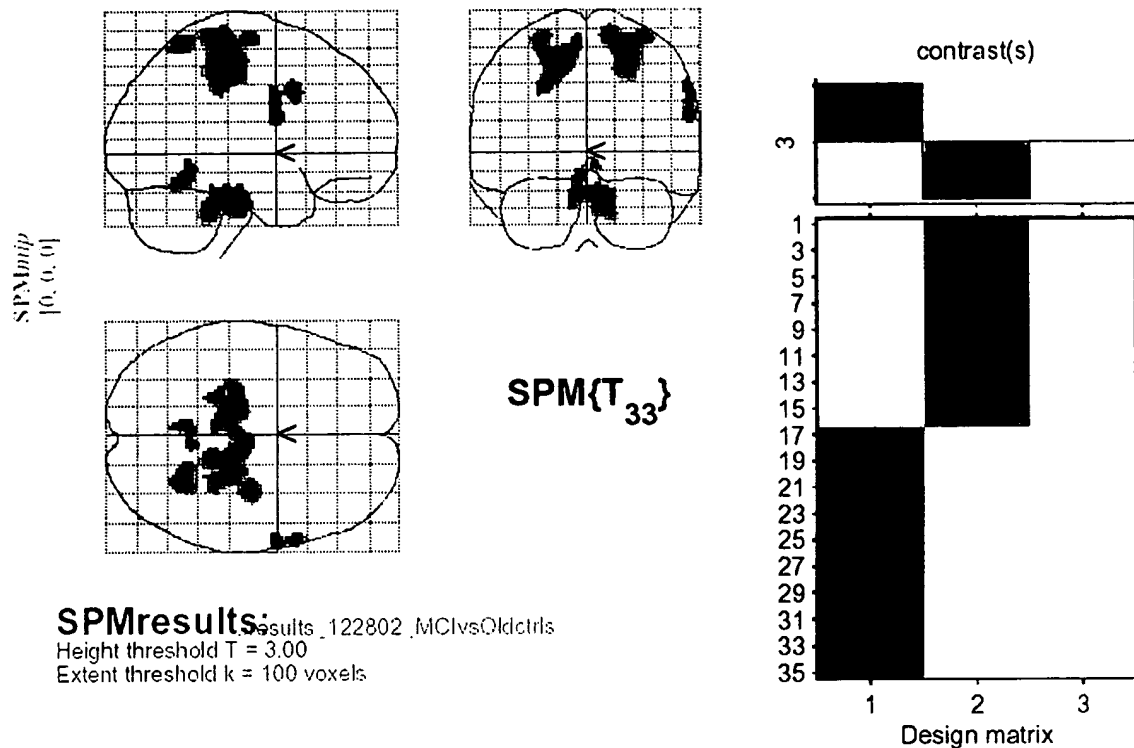 contrast(s)
3
SPMmip
[0, 0, 0]
SPM{T33}
1
3
5
7
9
11
13
15
17
19
21
23
25
27
29
31
33
35
1 2 3
Design matrix
SPMresults: results_122802_MCIvsOldctrls
Height threshold T = 3.00
Extent threshold k = 100 voxels